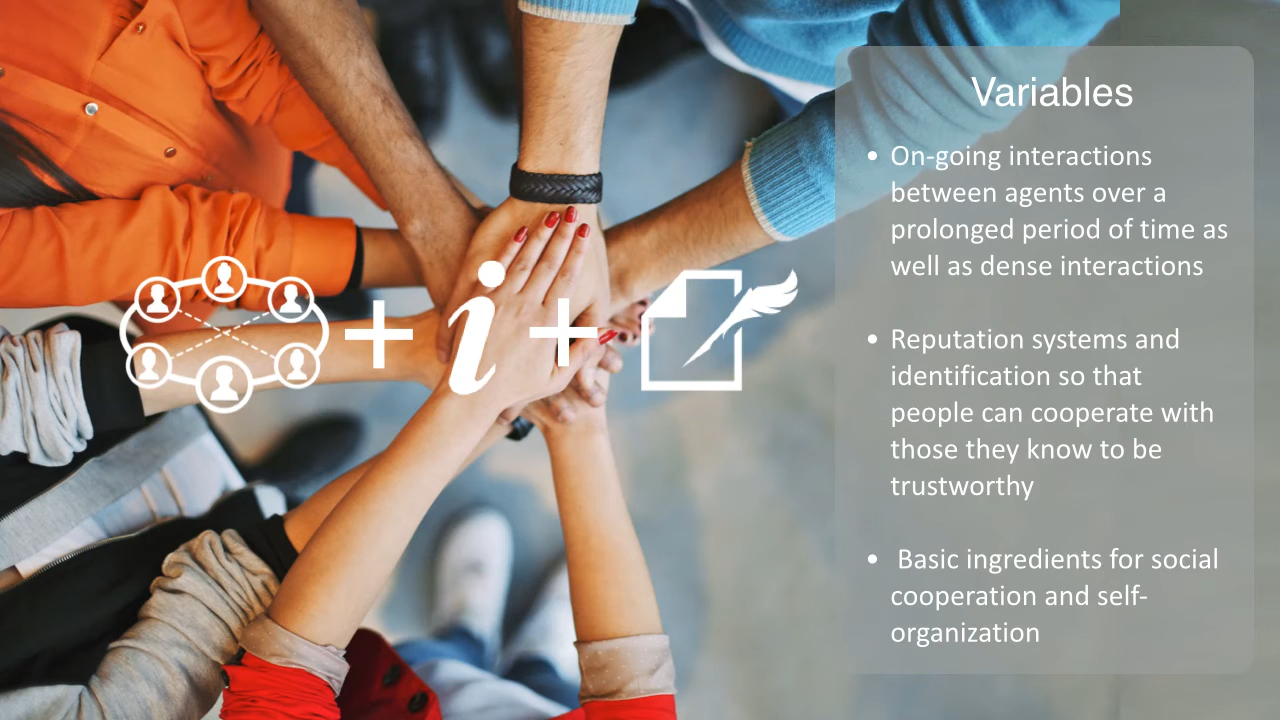 Variables
• On-going interactions
between agents over a
prolonged period of time as
well as dense interactions
• Reputation systems and
identification so that
people can cooperate with
those they know to be
trustworthy
• Basic ingredients for social
cooperation and self-
organization
+ i +